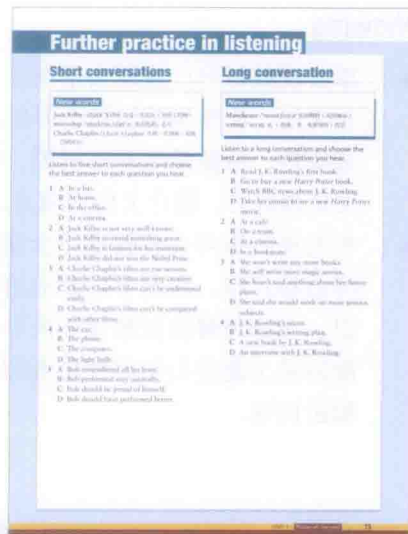 Further practice in listening
Short conversations
New words
Jack Kilby
Charlie Chaplin
Listen to five short conversations and choose
the best answer to each question you hear.
1 A In a bar.
B At home.
C In the office.
D At a cinema.
2 A Jack Kilby is not very well known.
B Jack Kilby invented something great.
C Jack Kilby is famous for his
D Jack Kilby did not win the Nobel Prize.
3 A Charlie Chaplin's films are not
B Charlie Chaplin's films are very creative.
C Charlie Chaplin's films can't be understood
easily.
D Charlie Chaplin's films can't be compared
with other films.
4 A The car.
B The phone.
C The computer.
D The light bulb.
5 A Bob remembered all his lines.
B Bob performed very
C Bob should be proud of himself.
D Bob should have performed better.
Long conversation
New words
Manchester
Listen to a long conversation and choose the
best answer to each question you hear.
1 A Read J. K. Rowling's first book.
B Go to buy a new Harry Potter book.
C Watch BBC news about J. K. Rowling.
D Take her to see a new Harry Potter
movie.
2 A At a café.
B On a train.
C At a cinema.
D In a bookstore.
3 A She won't write any more books.
B She will write more magic stories.
C She hasn't said anything about her future
plans.
D She said she would work on more serious
subjects.
4 A J. K. Rowling's
B J. K. Rowling's writing plan.
C A new book by J. K. Rowling.
D An interview with J. K. Rowling.
75